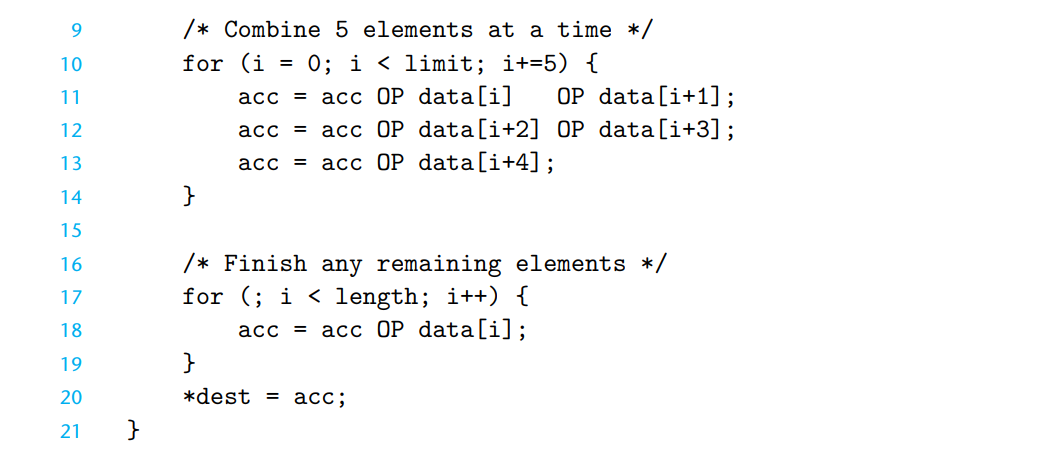 9 /* Combine 5 elements at a time */
10 for (i = 0; i < limit; i+=5) {
11 acc = acc OP data[i]   OP data[i+1];
12 acc = acc OP data[i+2] OP data[i+3];
13 acc = acc OP data[i+4];
14 }
15
16 /* Finish any remaining elements */
17 for (; i < length; i++) {
18 acc = acc OP data[i];
19 }
20 *dest = acc;
21 }